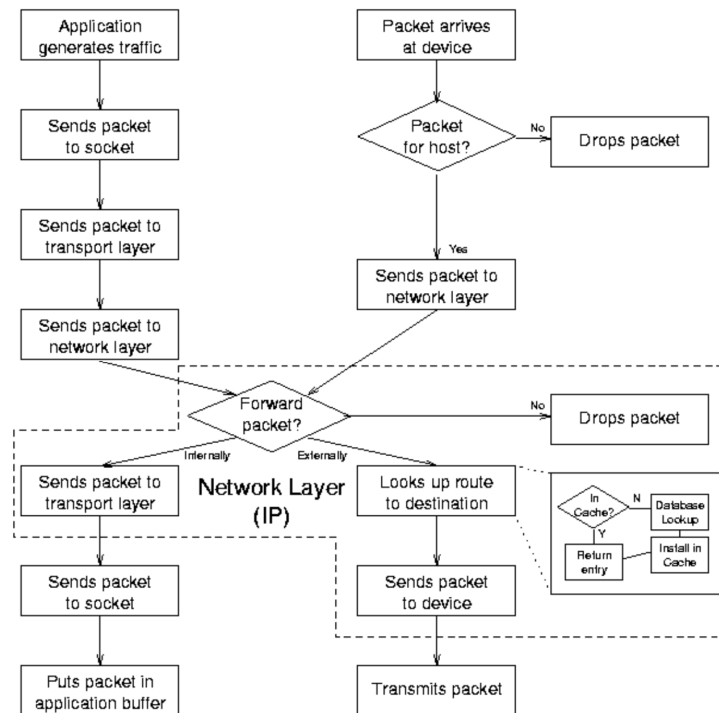 Application
generates traffic
Packet arrives
at device
Sends packet
to socket
Packet
for host?
No
Drops packet
Sends packet to
transport layer
Yes
Sends packet to
network layer
Sends packet to
network layer
Forward
packet?
No
Drops packet
Internally
Externally
Sends packet to
transport layer
Network Layer
(IP)
Looks up route
to destination
In
Cache?
N
Database
Lookup
Y
Return
entry
Install in
Cache
Sends packet
to socket
Sends packet
to device
Puts packet in
application buffer
Transmits packet